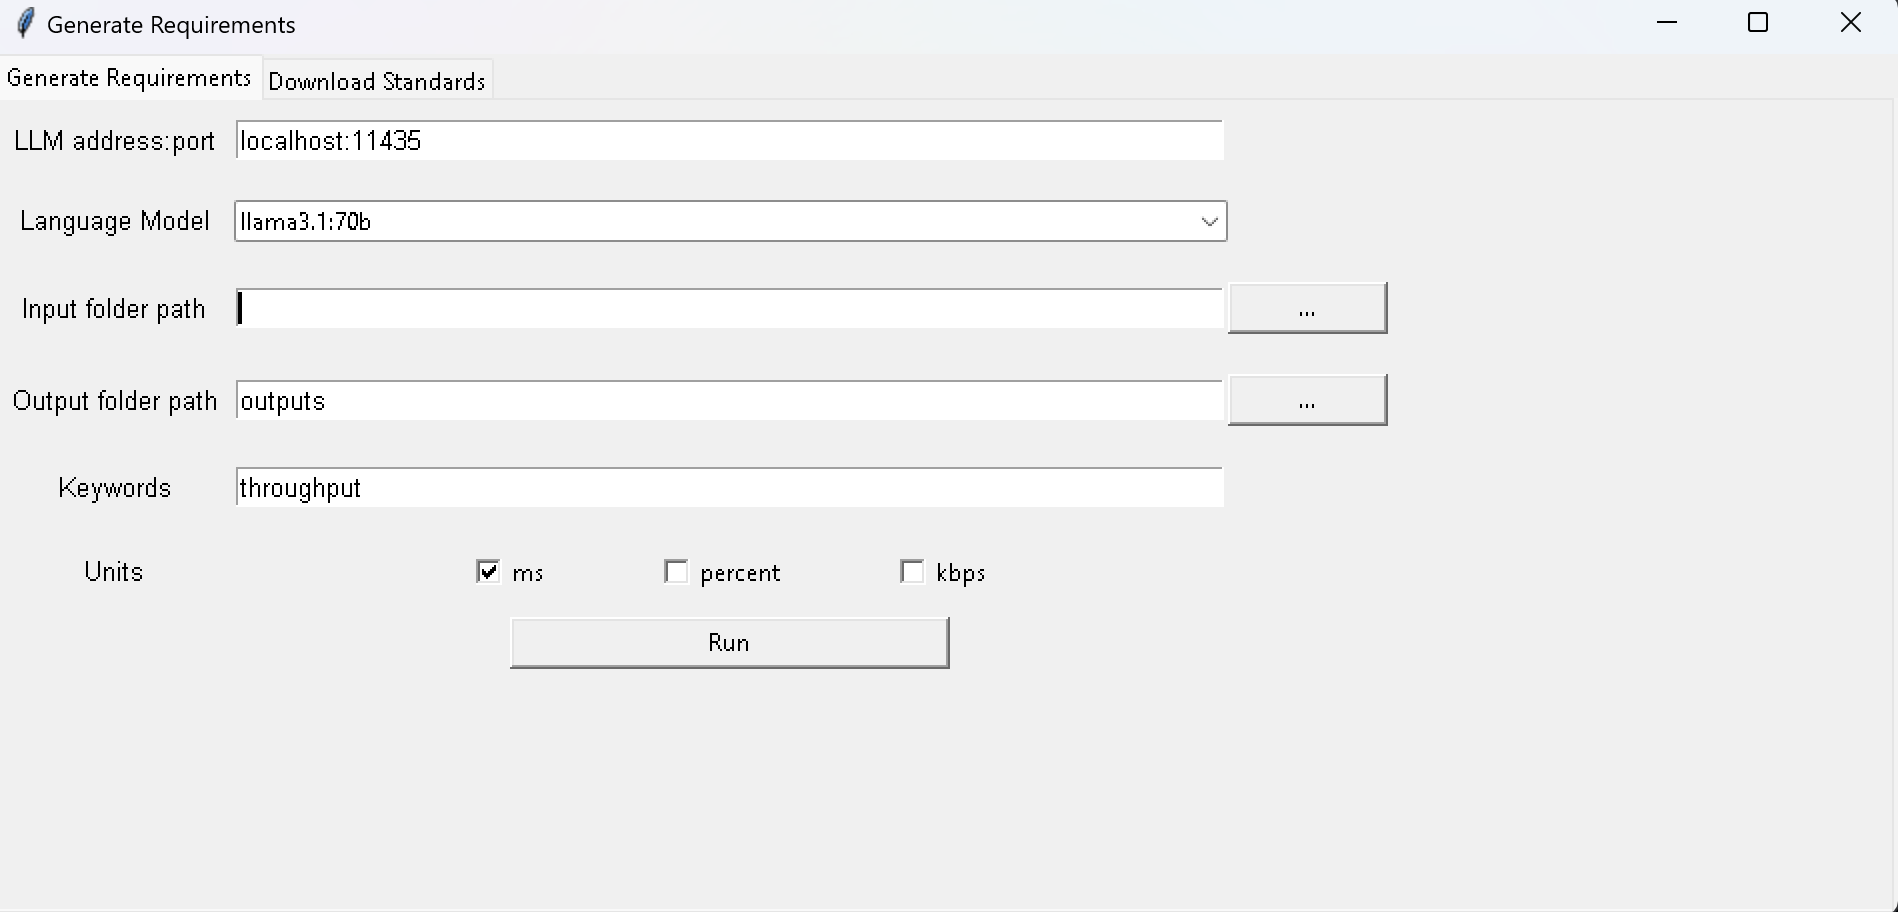 Generate Requirements
Generate Requirements Download Standards
LLM address:port localhost:11435
Language Model llama3.1:70b
Input folder path ...
Output folder path outputs ...
Keywords throughput
Units ms percent kbps
Run